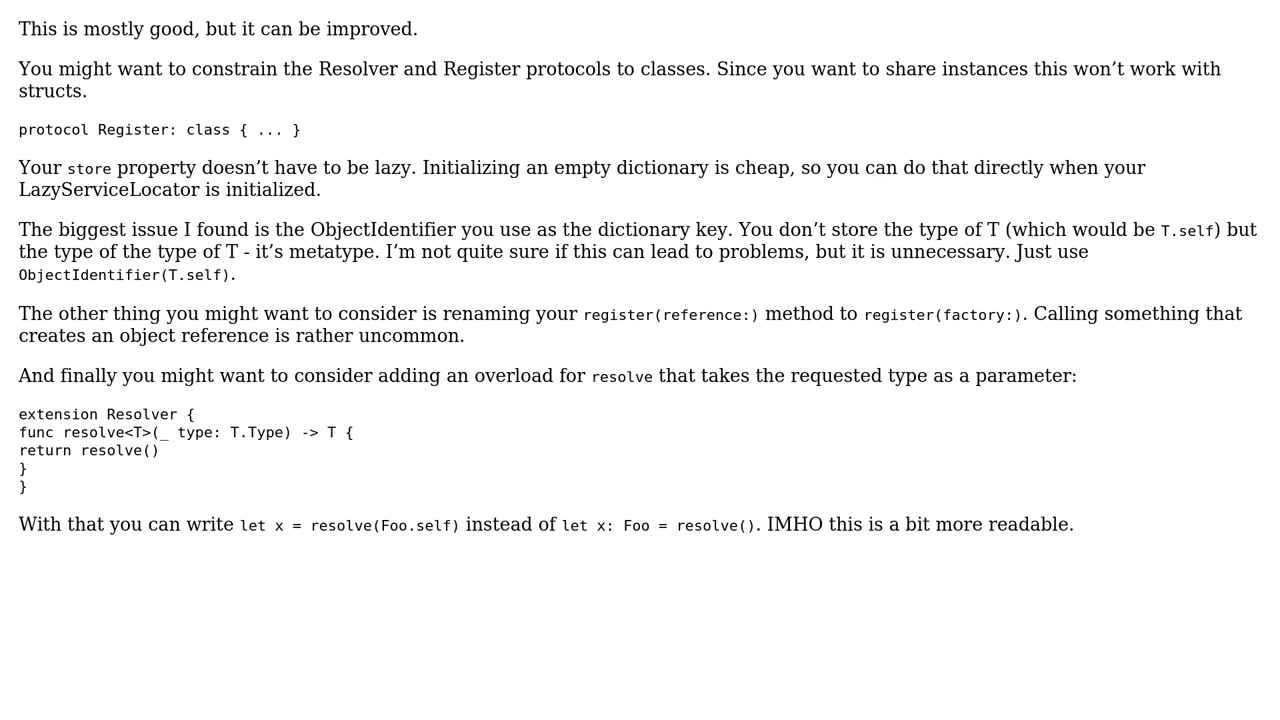 This is mostly good, but it can be improved.
You might want to constrain the Resolver and Register protocols to classes. Since you want to share instances this won’t work with
structs.
protocol Register: class { ... }
Your store property doesn’t have to be lazy. Initializing an empty dictionary is cheap, so you can do that directly when your
LazyServiceLocator is initialized.
The biggest issue I found is the ObjectIdentifier you use as the dictionary key. You don’t store the type of T (which would be T.self) but
the type of the type of T - it’s metatype. I’m not quite sure if this can lead to problems, but it is unnecessary. Just use
ObjectIdentifier(T.self).
The other thing you might want to consider is renaming your register(reference:) method to register(factory:). Calling something that
creates an object reference is rather uncommon.
And finally you might want to consider adding an overload for resolve that takes the requested type as a parameter:
extension Resolver {
func resolve<T>(_ type: T.Type) -> T {
return resolve()
}
}
With that you can write let x = resolve(Foo.self) instead of let x: Foo = resolve(). IMHO this is a bit more readable.